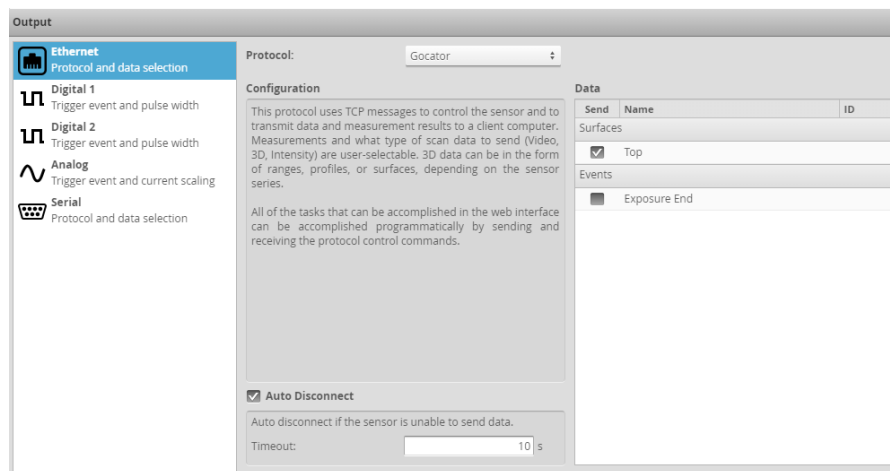 Output
Ethernet
Protocol and data selection
Digital 1
Trigger event and pulse width
Digital 2
Trigger event and pulse width
Analog
Trigger event and current scaling
Serial
Protocol and data selection
Protocol:
Gocator
Configuration
This protocol uses TCP messages to control the sensor and to
transmit data and measurement results to a client computer.
Measurements and what type of scan data to send (Video,
3D, Intensity) are user-selectable. 3D data can be in the form
of ranges, profiles, or surfaces, depending on the sensor
series.
All of the tasks that can be accomplished in the web interface
can be accomplished programmatically by sending and
receiving the protocol control commands.
Auto Disconnect
Auto disconnect if the sensor is unable to send data.
Timeout: 10 s
Data
Send Name ID
Surfaces
Top
Events
Exposure End